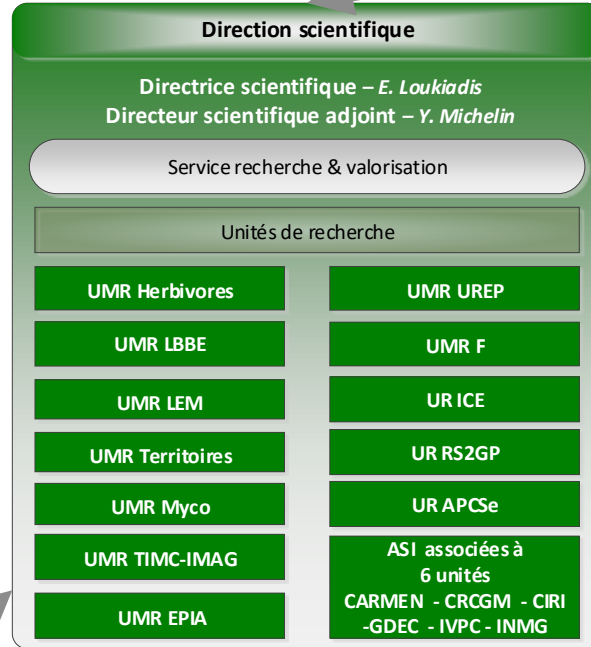 Direction scientifique
Directrice scientifique – E. Loukiadis
Directeur scientifique adjoint – Y. Michelin
Service recherche & valorisation
Unités de recherche
UMR Herbivores
UMR LBBE
UMR LEM
UMR Territoires
UMR Myco
UMR TIMC-IMAG
UMR EPIA
UMR UREP
UMR F
UR ICE
UR RS2GP
UR APCSe
ASI associées à
6 unités
CARMEN - CRCGM - CIRI
-GDEC - IVPC - INMG